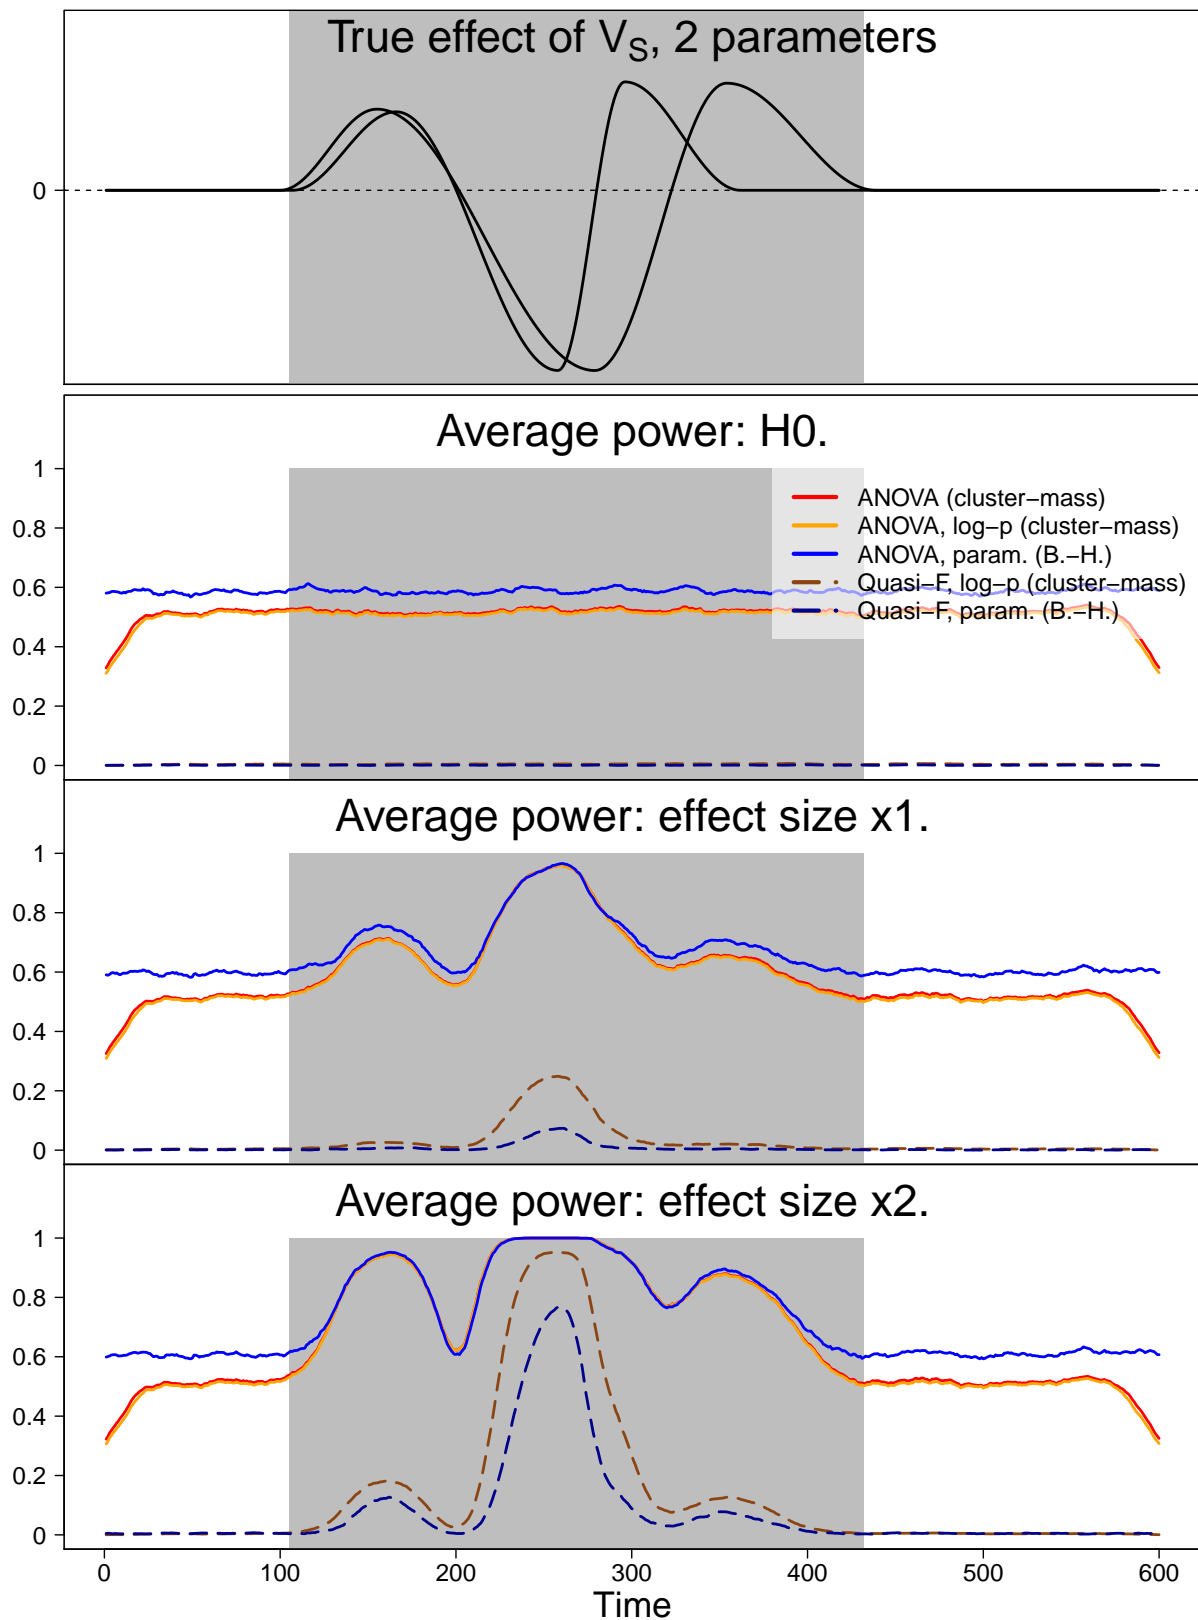 True effect of V_S, 2 parameters
0
Average power: H0.
1
0.8
0.6
0.4
0.2
0
ANOVA (cluster−mass)
ANOVA, log−p (cluster−mass)
ANOVA, param. (B.−H.)
Quasi−F, log−p (cluster−mass)
Quasi−F, param. (B.−H.)
Average power: effect size x1.
1
0.8
0.6
0.4
0.2
0
Average power: effect size x2.
1
0.8
0.6
0.4
0.2
0
0 100 200 300 400 500 600
Time